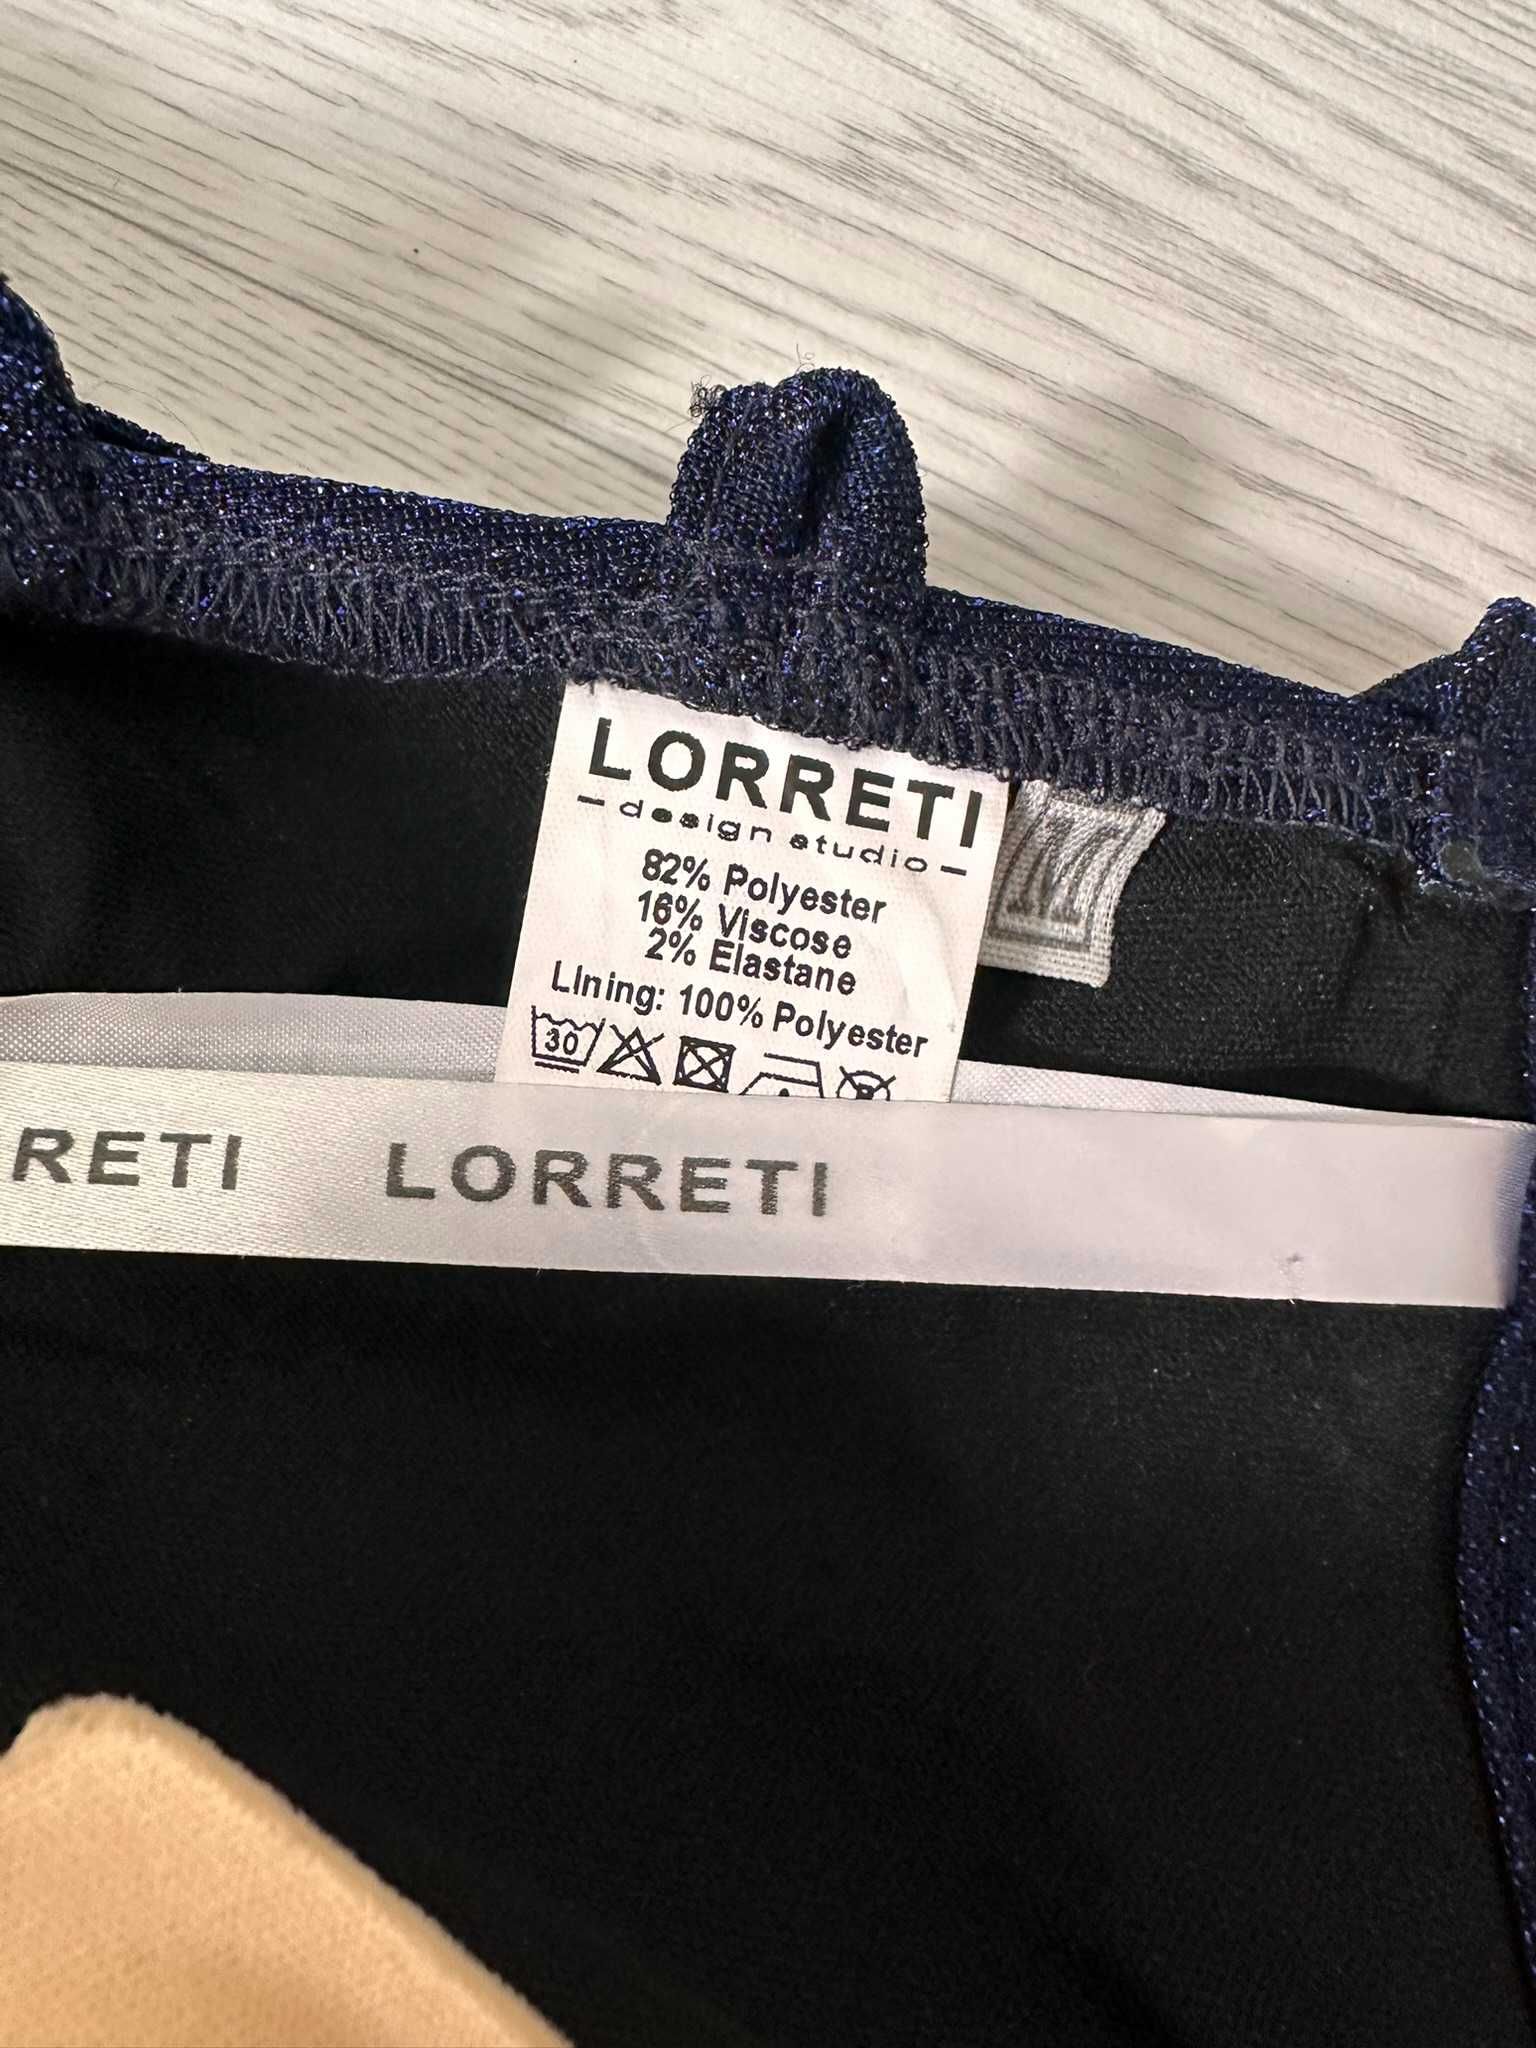 LORRETI
- design studio -
82% Polyester
16% Viscose
2% Elastane
LIning: 100% Polyester
30
P
M
RETI LORRETI